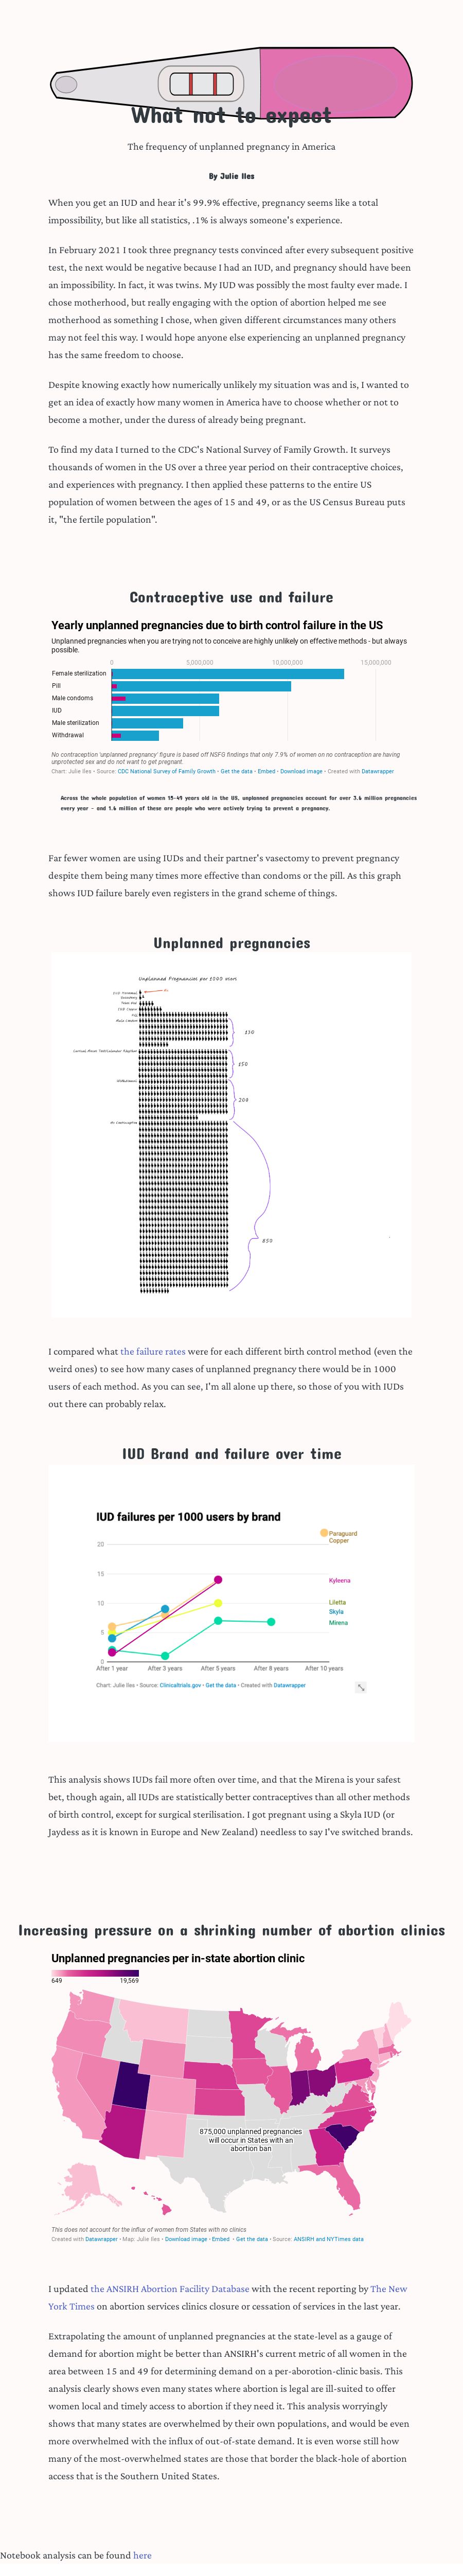 What not to expect
The frequency of unplanned pregnancy in America
By Julie Iles
When you get an IUD and hear it's 99.9% effective, pregnancy seems like a total
impossibility, but like all statistics, .1% is always someone's experience.
In February 2021 I took three pregnancy tests convinced after every subsequent positive
test, the next would be negative because I had an IUD, and pregnancy should have been
an impossibility. In fact, it was twins. My IUD was possibly the most faulty ever made. I
chose motherhood, but really engaging with the option of abortion helped me see
motherhood as something I chose, when given different circumstances many others
may not feel this way. I would hope anyone else experiencing an unplanned pregnancy
has the same freedom to choose.
Despite knowing exactly how numerically unlikely my situation was and is, I wanted to
get an idea of exactly how many women in America have to choose whether or not to
become a mother, under the duress of already being pregnant.
To find my data I turned to the CDC's National Survey of Family Growth. It surveys
thousands of women in the US over a three year period on their contraceptive choices,
and experiences with pregnancy. I then applied these patterns to the entire US
population of women between the ages of 15 and 49, or as the US Census Bureau puts
it, "the fertile population".
Contraceptive use and failure
Yearly unplanned pregnancies due to birth control failure in the US
Unplanned pregnancies when you are trying not to conceive are highly unlikely on effective methods - but always
possible.
0 5,000,000 10,000,000 15,000,000
Female sterilization
Pill
Male condoms
IUD
Male sterilization
Withdrawal
No contraception 'unplanned pregnancy' figure is based off NSFG findings that only 7.9% of women on no contraception are having
unprotected sex and do not want to get pregnant.
Chart: Julie Iles • Source: CDC National Survey of Family Growth • Get the data • Embed • Download image • Created with Datawrapper
Across the whole population of women 15-49 years old in the US, unplanned pregnancies account for over 3.6 million pregnancies
every year - and 1.6 million of these are people who were actively trying to prevent a pregnancy.
Far fewer women are using IUDs and their partner's vasectomy to prevent pregnancy
despite them being many times more effective than condoms or the pill. As this graph
shows IUD failure barely even registers in the grand scheme of things.
Unplanned pregnancies
Unplanned Pregnancies per 1000 users
130
150
200
850
I compared what the failure rates were for each different birth control method (even the
weird ones) to see how many cases of unplanned pregnancy there would be in 1000
users of each method. As you can see, I'm all alone up there, so those of you with IUDs
out there can probably relax.
IUD Brand and failure over time
IUD failures per 1000 users by brand
20
15
10
5
0
Paraguard
Copper
Kyleena
Liletta
Skyla
Mirena
After 1 year After 3 years After 5 years After 8 years After 10 years
Chart: Julie Iles • Source: Clinicaltrials.gov • Get the data • Created with Datawrapper
This analysis shows IUDs fail more often over time, and that the Mirena is your safest
bet, though again, all IUDs are statistically better contraceptives than all other methods
of birth control, except for surgical sterilisation. I got pregnant using a Skyla IUD (or
Jaydess as it is known in Europe and New Zealand) needless to say I've switched brands.
Increasing pressure on a shrinking number of abortion clinics
Unplanned pregnancies per in-state abortion clinic
649 19,569
875,000 unplanned pregnancies
will occur in States with an
abortion ban
This does not account for the influx of women from States with no clinics
Created with Datawrapper • Map: Julie Iles • Download image • Embed • Get the data • Source: ANSIRH and NYTimes data
I updated the ANSIRH Abortion Facility Database with the recent reporting by The New
York Times on abortion services clinics closure or cessation of services in the last year.
Extrapolating the amount of unplanned pregnancies at the state-level as a gauge of
demand for abortion might be better than ANSIRH's current metric of all women in the
area between 15 and 49 for determining demand on a per-aborotion-clinic basis. This
analysis clearly shows even many states where abortion is legal are ill-suited to offer
women local and timely access to abortion if they need it. This analysis worryingly
shows that many states are overwhelmed by their own populations, and would be even
more overwhelmed with the influx of out-of-state demand. It is even worse still how
many of the most-overwhelmed states are those that border the black-hole of abortion
access that is the Southern United States.
Notebook analysis can be found here